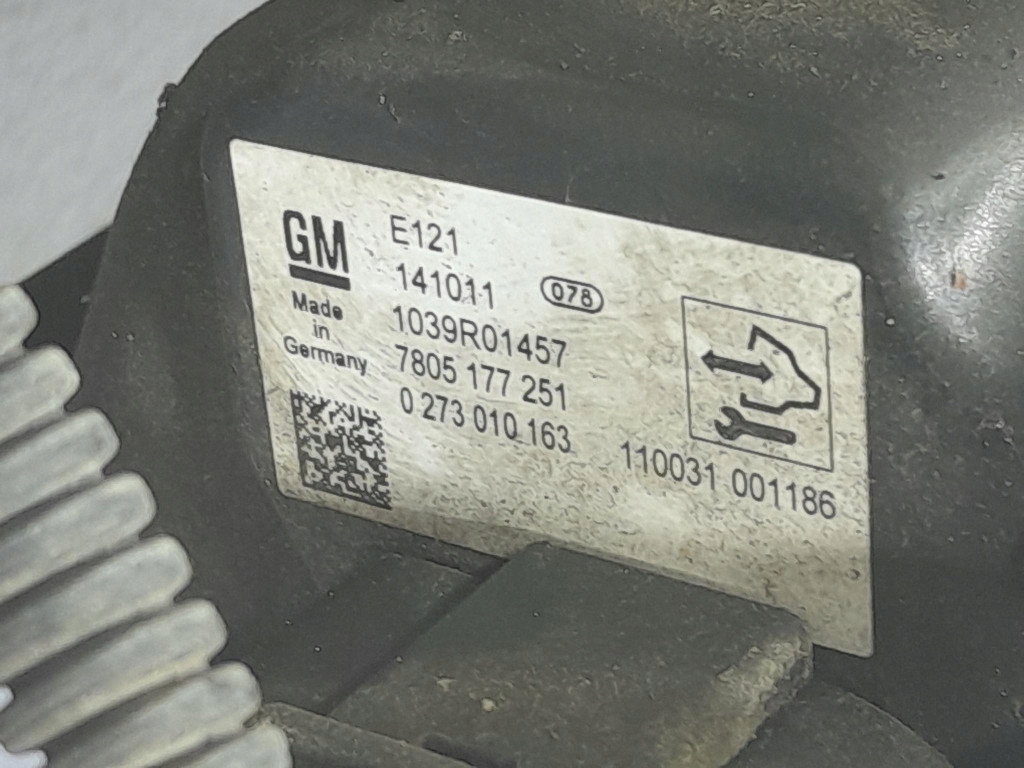 GM
Made
in
Germany
E121
141011
078
1039R01457
7805 177 251
0 273 010 163
110031 001186